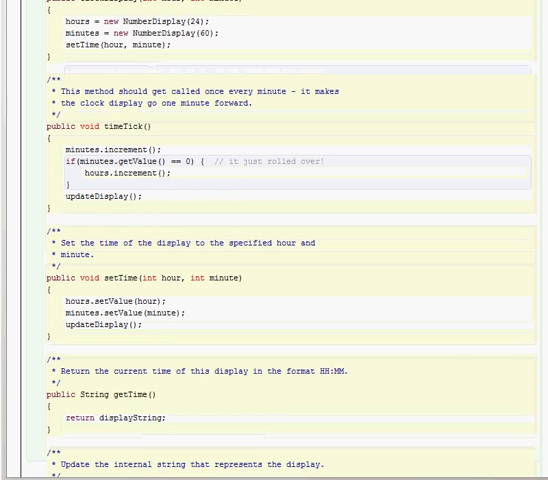 {
hours = new NumberDisplay(24);
minutes = new NumberDisplay(60);
setTime(hour, minute);
}
/**
* This method should get called once every minute - it makes
* the clock display go one minute forward.
*/
public void timeTick()
{
minutes.increment();
if(minutes.getValue() == 0) { // it just rolled over!
hours.increment();
}
updateDisplay();
}
/**
* Set the time of the display to the specified hour and
* minute.
*/
public void setTime(int hour, int minute)
{
hours.setValue(hour);
minutes.setValue(minute);
updateDisplay();
}
/**
* Return the current time of this display in the format HH:MM.
*/
public String getTime()
{
return displayString;
}
/**
* Update the internal string that represents the display.
*/